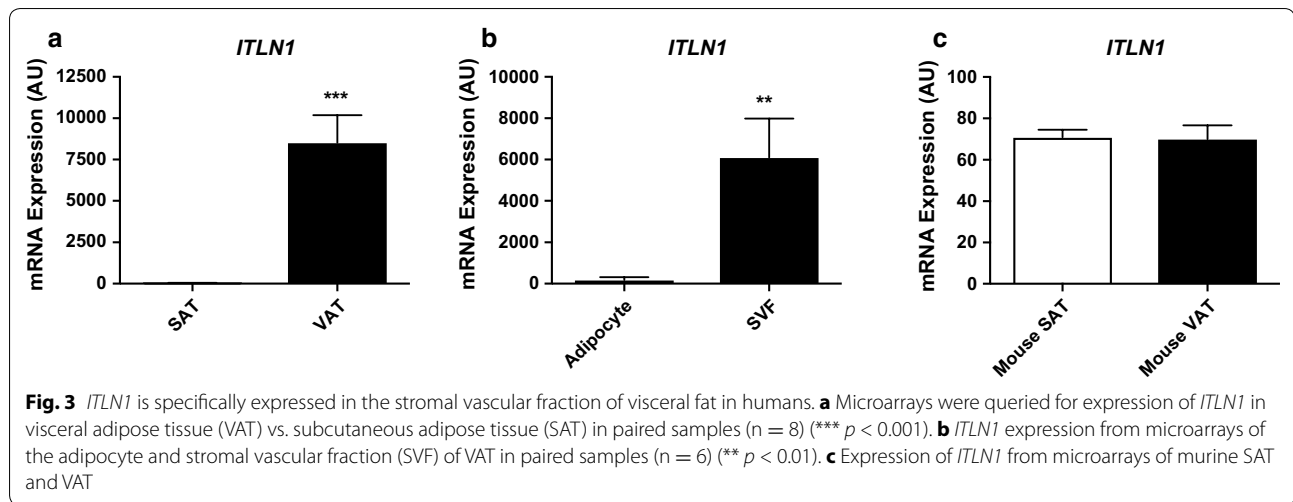 a
ITLN1
mRNA Expression (AU)
12500
10000
7500
5000
2500
0
***
SAT
VAT
b
ITLN1
mRNA Expression (AU)
10000
8000
6000
4000
2000
0
**
Adipocyte
SVF
c
ITLN1
mRNA Expression (AU)
100
80
60
40
20
0
Mouse SAT
Mouse VAT
Fig. 3 ITLN1 is specifically expressed in the stromal vascular fraction of visceral fat in humans. a Microarrays were queried for expression of ITLN1 in
visceral adipose tissue (VAT) vs. subcutaneous adipose tissue (SAT) in paired samples (n = 8) (*** p < 0.001). b ITLN1 expression from microarrays of
the adipocyte and stromal vascular fraction (SVF) of VAT in paired samples (n = 6) (** p < 0.01). c Expression of ITLN1 from microarrays of murine SAT
and VAT